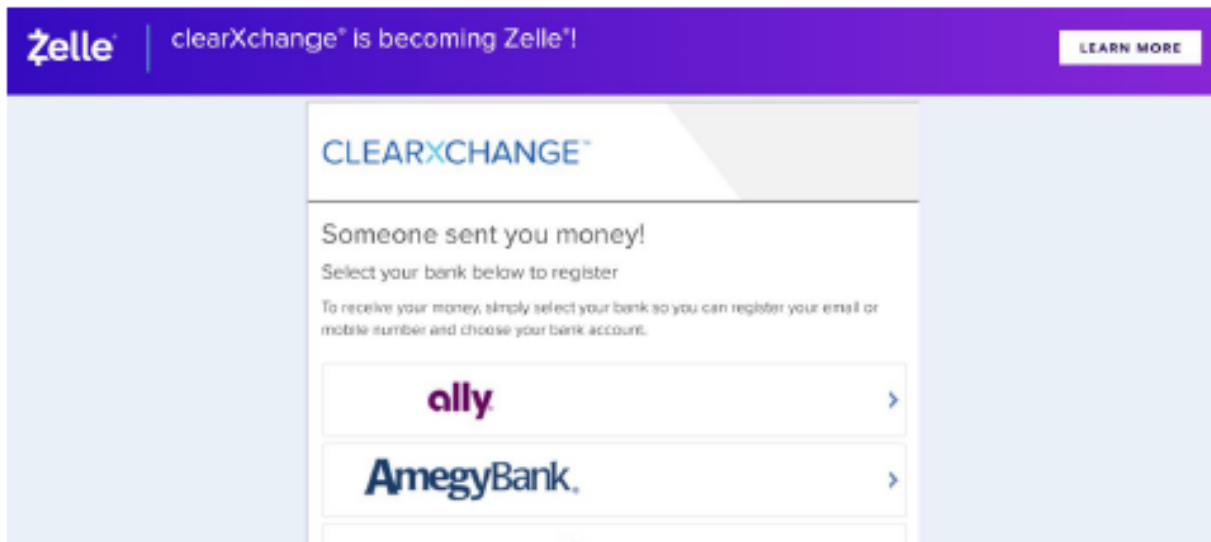 Zelle®
clearXchange® is becoming Zelle®!
LEARN MORE
CLEARXCHANGE™
Someone sent you money!
Select your bank below to register
To receive your money, simply select your bank so you can register your email or
mobile number and choose your bank account.
ally
AmegyBank®